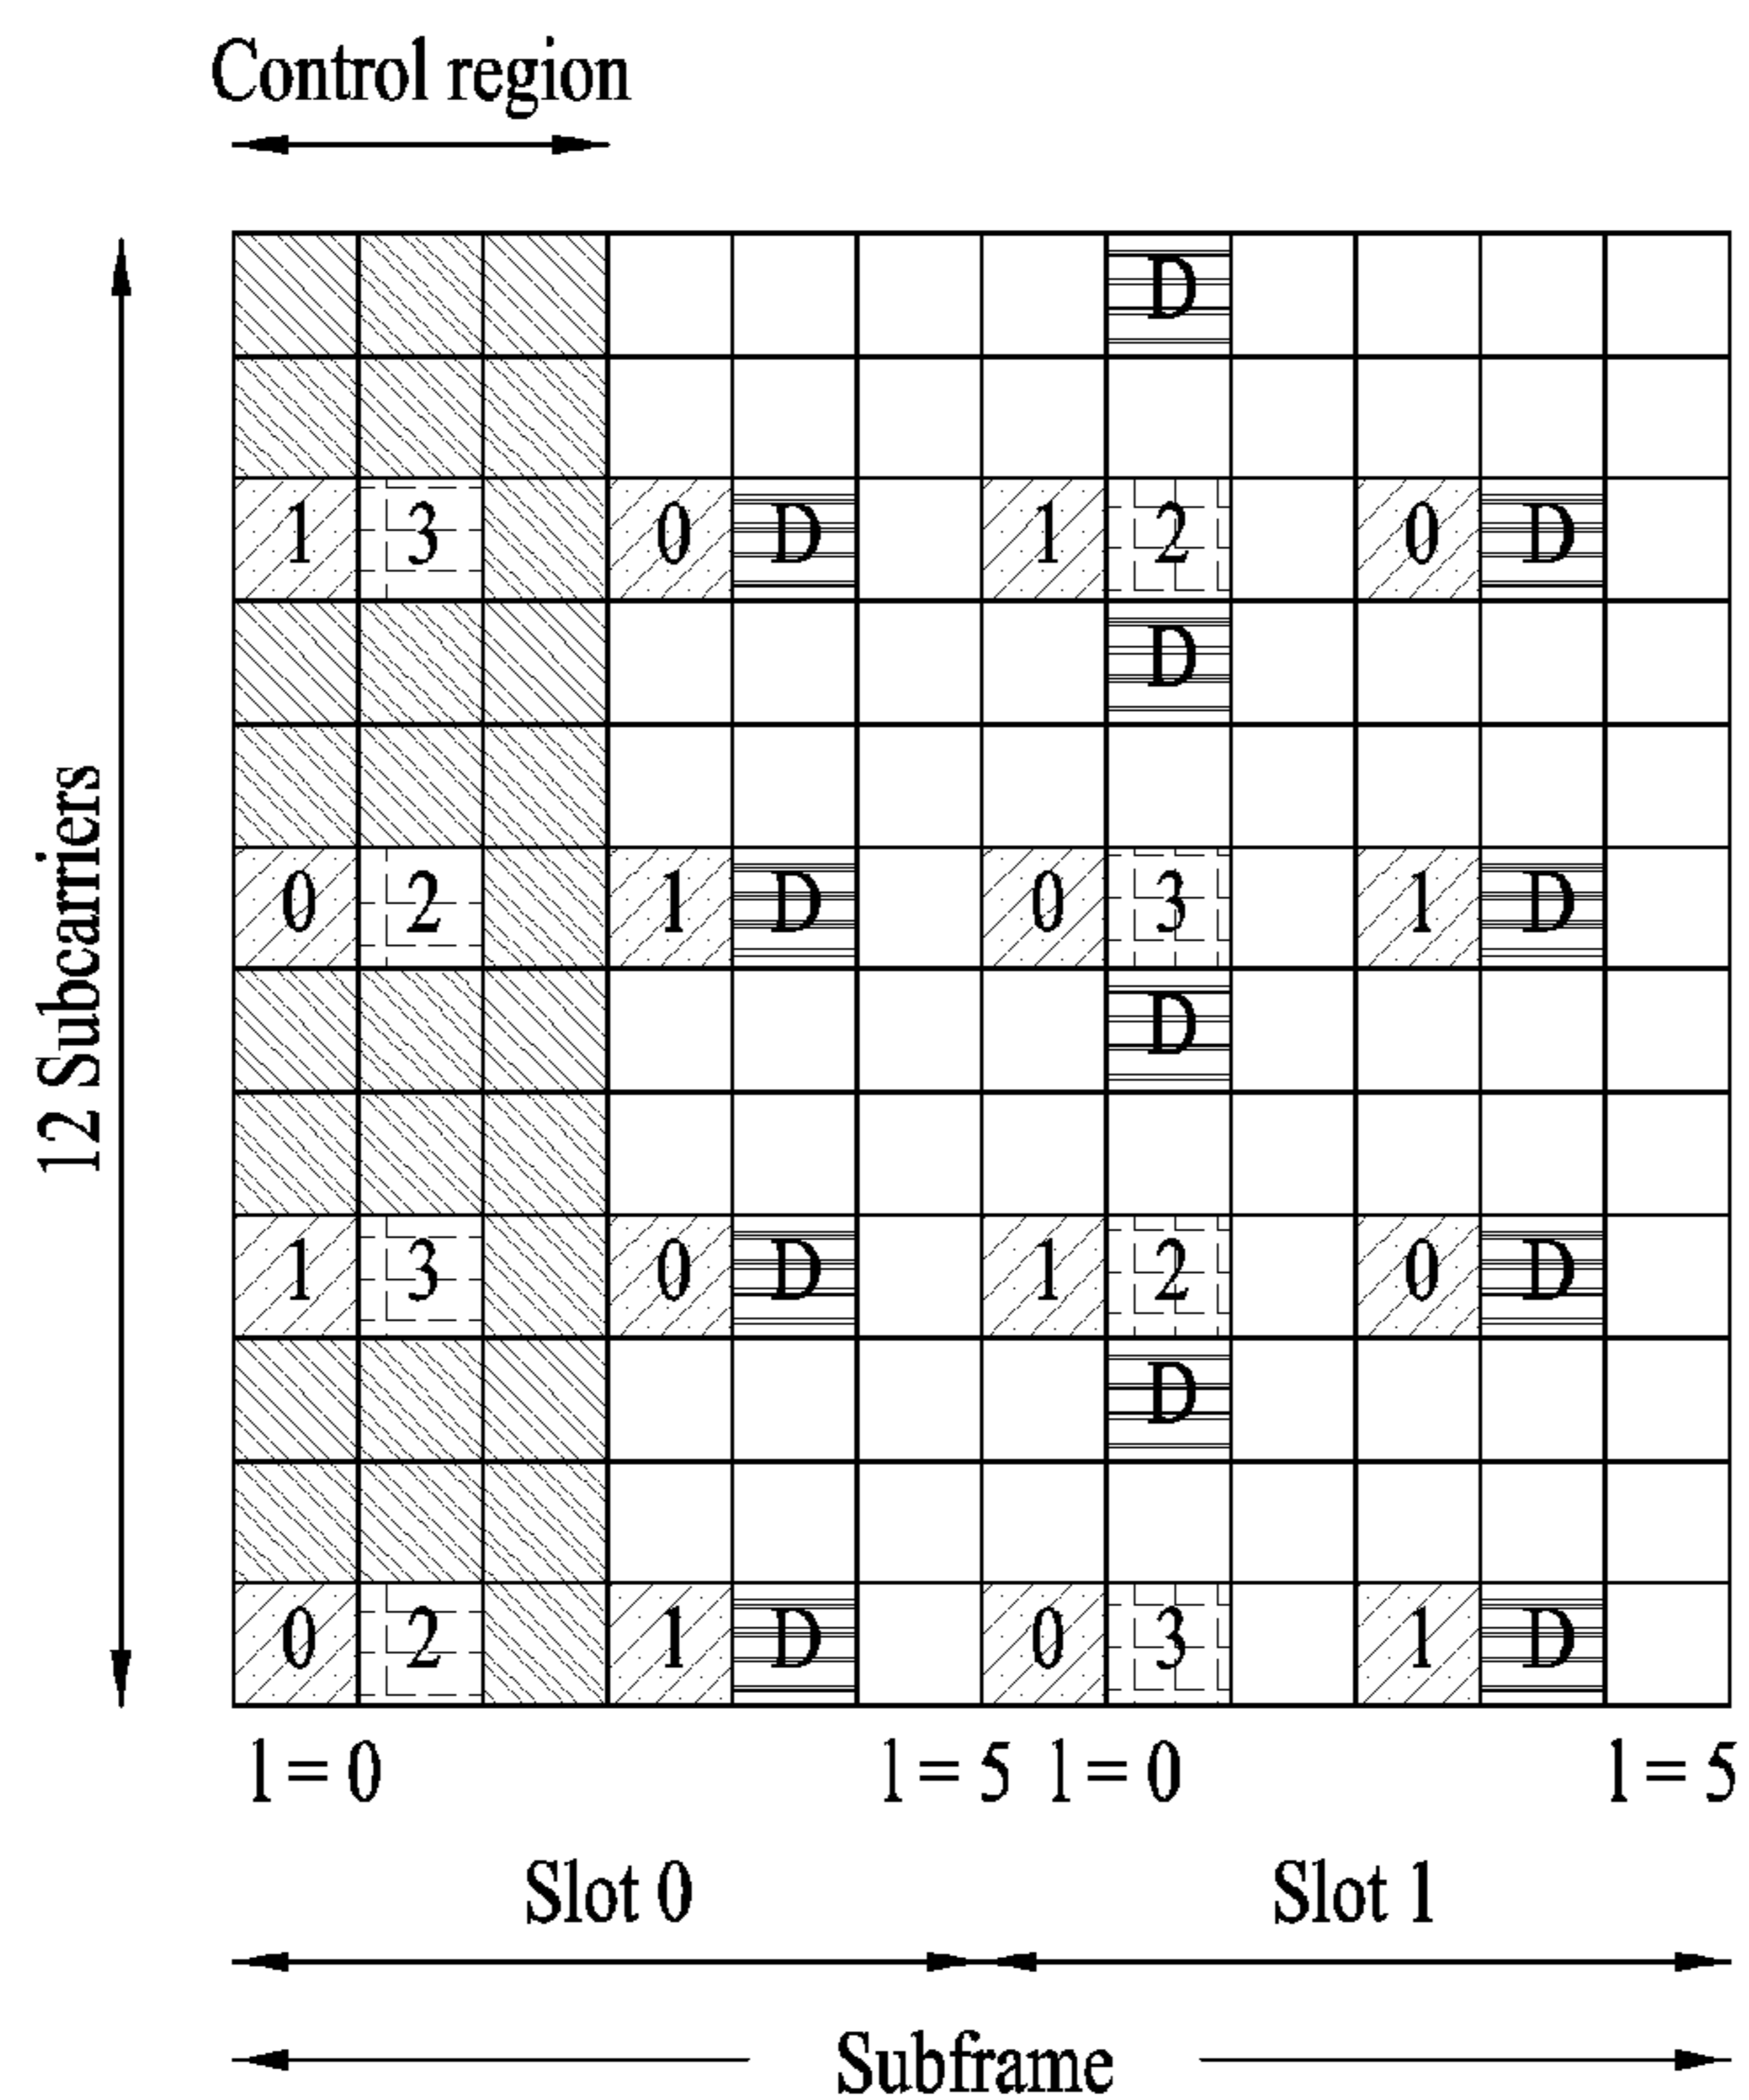 Control region
12 Subcarriers
D
1 3 0 D 1 2 0 D
D
0 2 1 D 0 3 1 D
D
1 3 0 D 1 2 0 D
D
0 2 1 D 0 3 1 D
l = 0 l = 5 l = 0 l = 5
Slot 0 Slot 1
Subframe